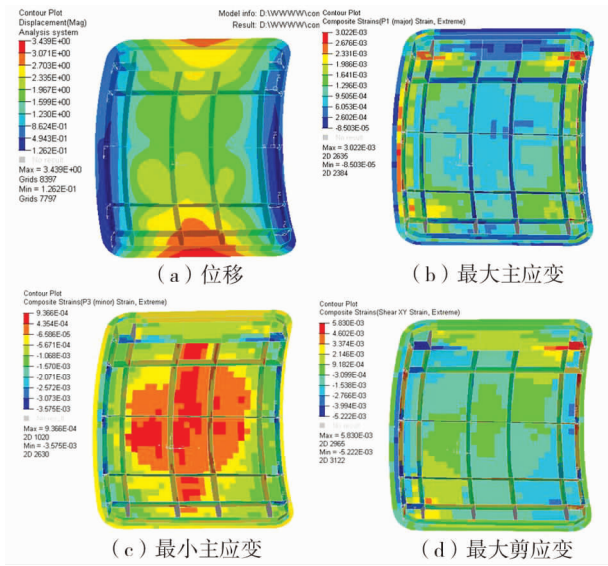 Contour Plot
Displacement(Mag)
Analysis system
3.439E+00
3.071E+00
2.703E+00
2.335E+00
1.967E+00
1.599E+00
1.230E+00
8.624E-01
4.943E-01
1.262E-01
No result
Max = 3.439E+00
Grids 8397
Min = 1.262E-01
Grids 7797
Model info: D:\WWWW\con
Result: D:\WWWW\con
(a)位移
Contour Plot
Composite Strains(P1 (major) Strain, Extreme)
3.022E-03
2.676E-03
2.331E-03
1.986E-03
1.641E-03
1.296E-03
9.505E-04
6.053E-04
2.602E-04
-8.503E-05
No result
Max = 3.022E-03
2D 2635
Min = -8.503E-05
2D 2384
(b)最大主应变
Contour Plot
Composite Strains(P3 (minor) Strain, Extreme)
9.366E-04
4.354E-04
-6.586E-05
-5.671E-04
-1.068E-03
-1.570E-03
-2.071E-03
-2.572E-03
-3.073E-03
-3.575E-03
No result
Max = 9.366E-04
2D 1020
Min = -3.575E-03
2D 2630
(c)最小主应变
Contour Plot
Composite Strains(Shear XY Strain, Extreme)
5.830E-03
4.602E-03
3.374E-03
2.146E-03
9.182E-04
-3.099E-04
-1.538E-03
-2.766E-03
-3.994E-03
-5.222E-03
No result
Max = 5.830E-03
2D 2965
Min = -5.222E-03
2D 3122
(d)最大剪应变